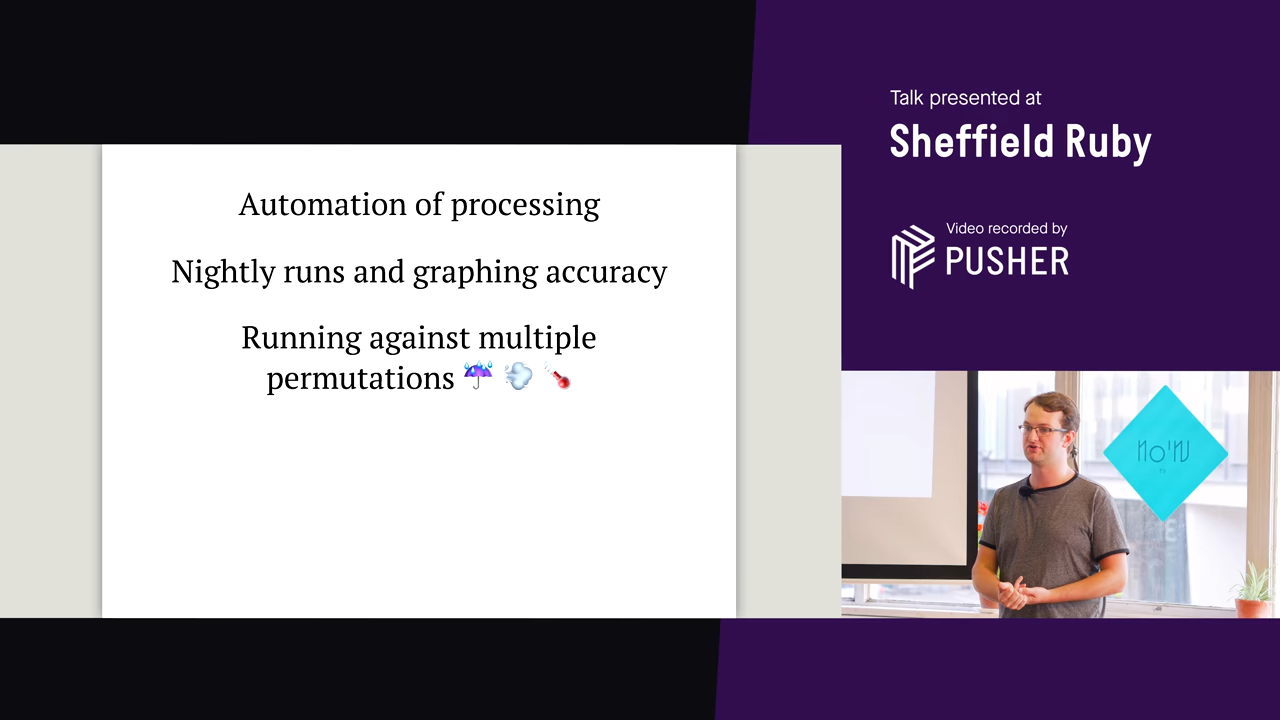 Automation of processing
Nightly runs and graphing accuracy
Running against multiple
permutations ☔ 💨 🌡
Talk presented at
Sheffield Ruby
Video recorded by
PUSHER